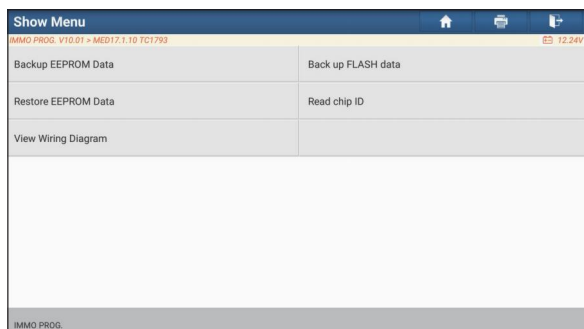 Show Menu
IMMO PROG. V10.01 > MED17.1.10 TC1793 12.24V
Backup EEPROM Data Back up FLASH data
Restore EEPROM Data Read chip ID
View Wiring Diagram
IMMO PROG.